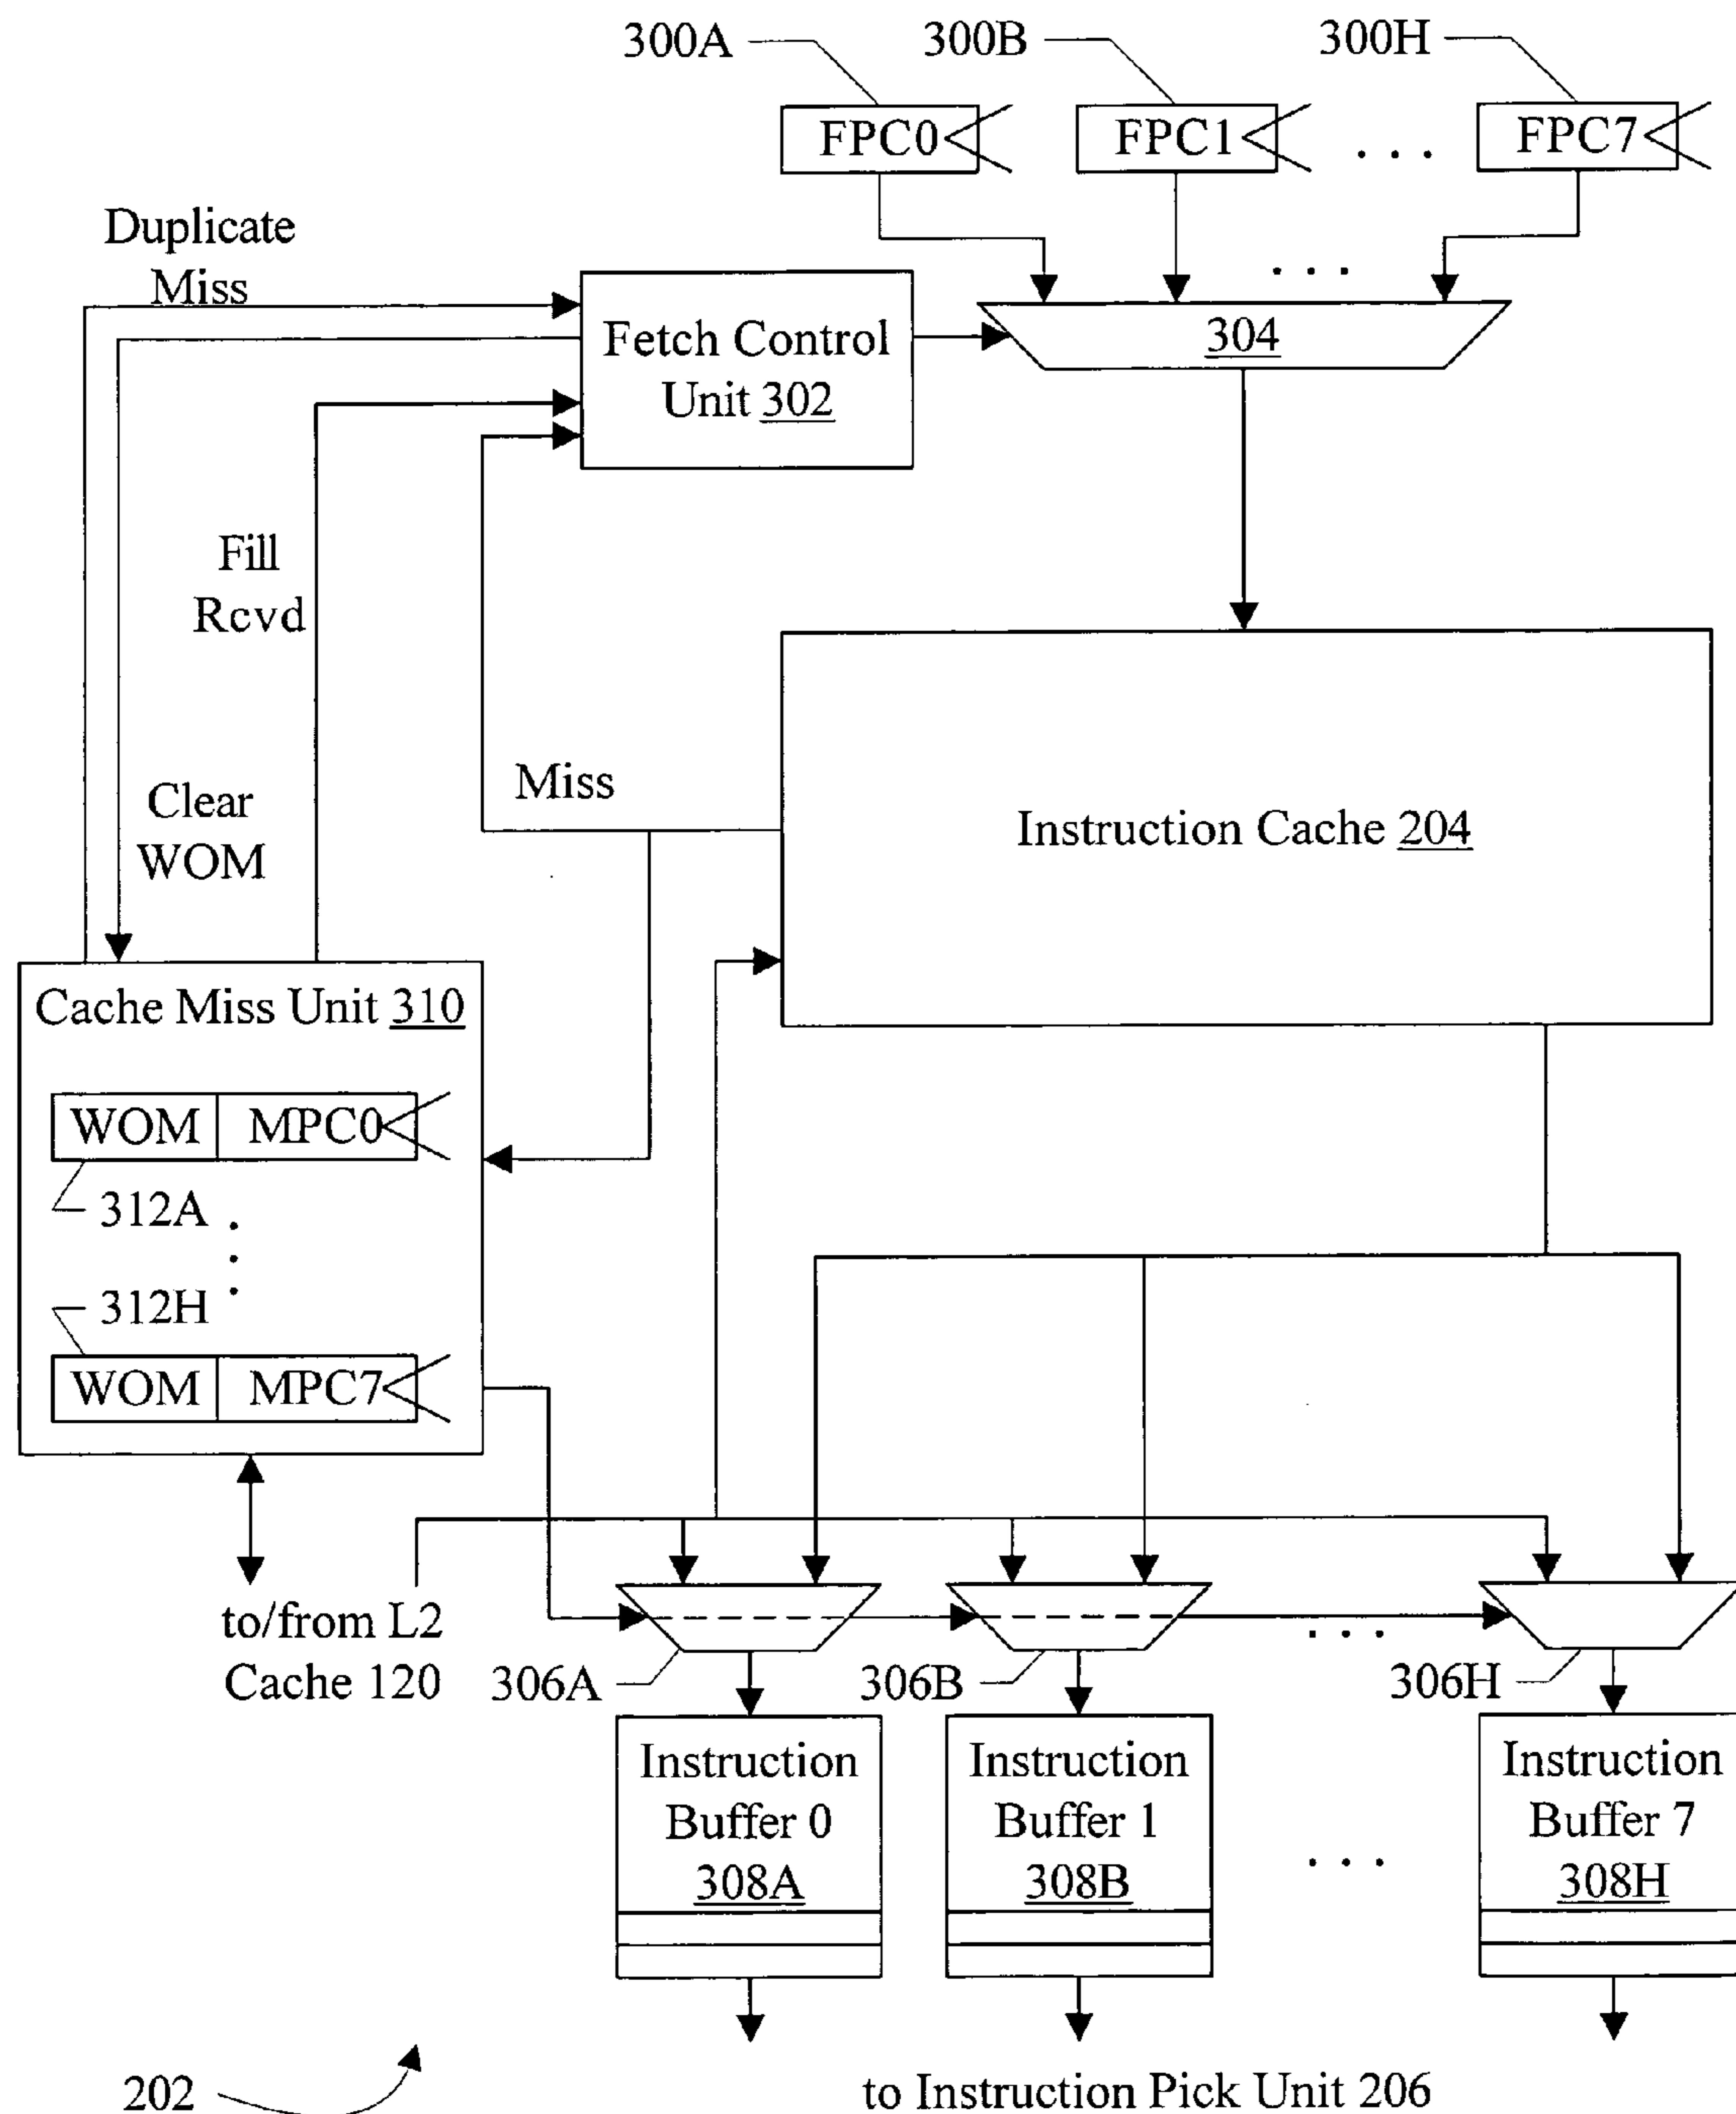 300A 300B 300H
FPC0 FPC1 . . . FPC7
Duplicate
Miss
. . .
304
Fetch Control
Unit 302
Fill
Rcvd
Miss
Clear
WOM
Instruction Cache 204
Cache Miss Unit 310
WOM MPC0
312A
312H
WOM MPC7
to/from L2
Cache 120
306A 306B . . . 306H
Instruction
Buffer 0
308A
Instruction
Buffer 1
308B
. . .
Instruction
Buffer 7
308H
202
to Instruction Pick Unit 206